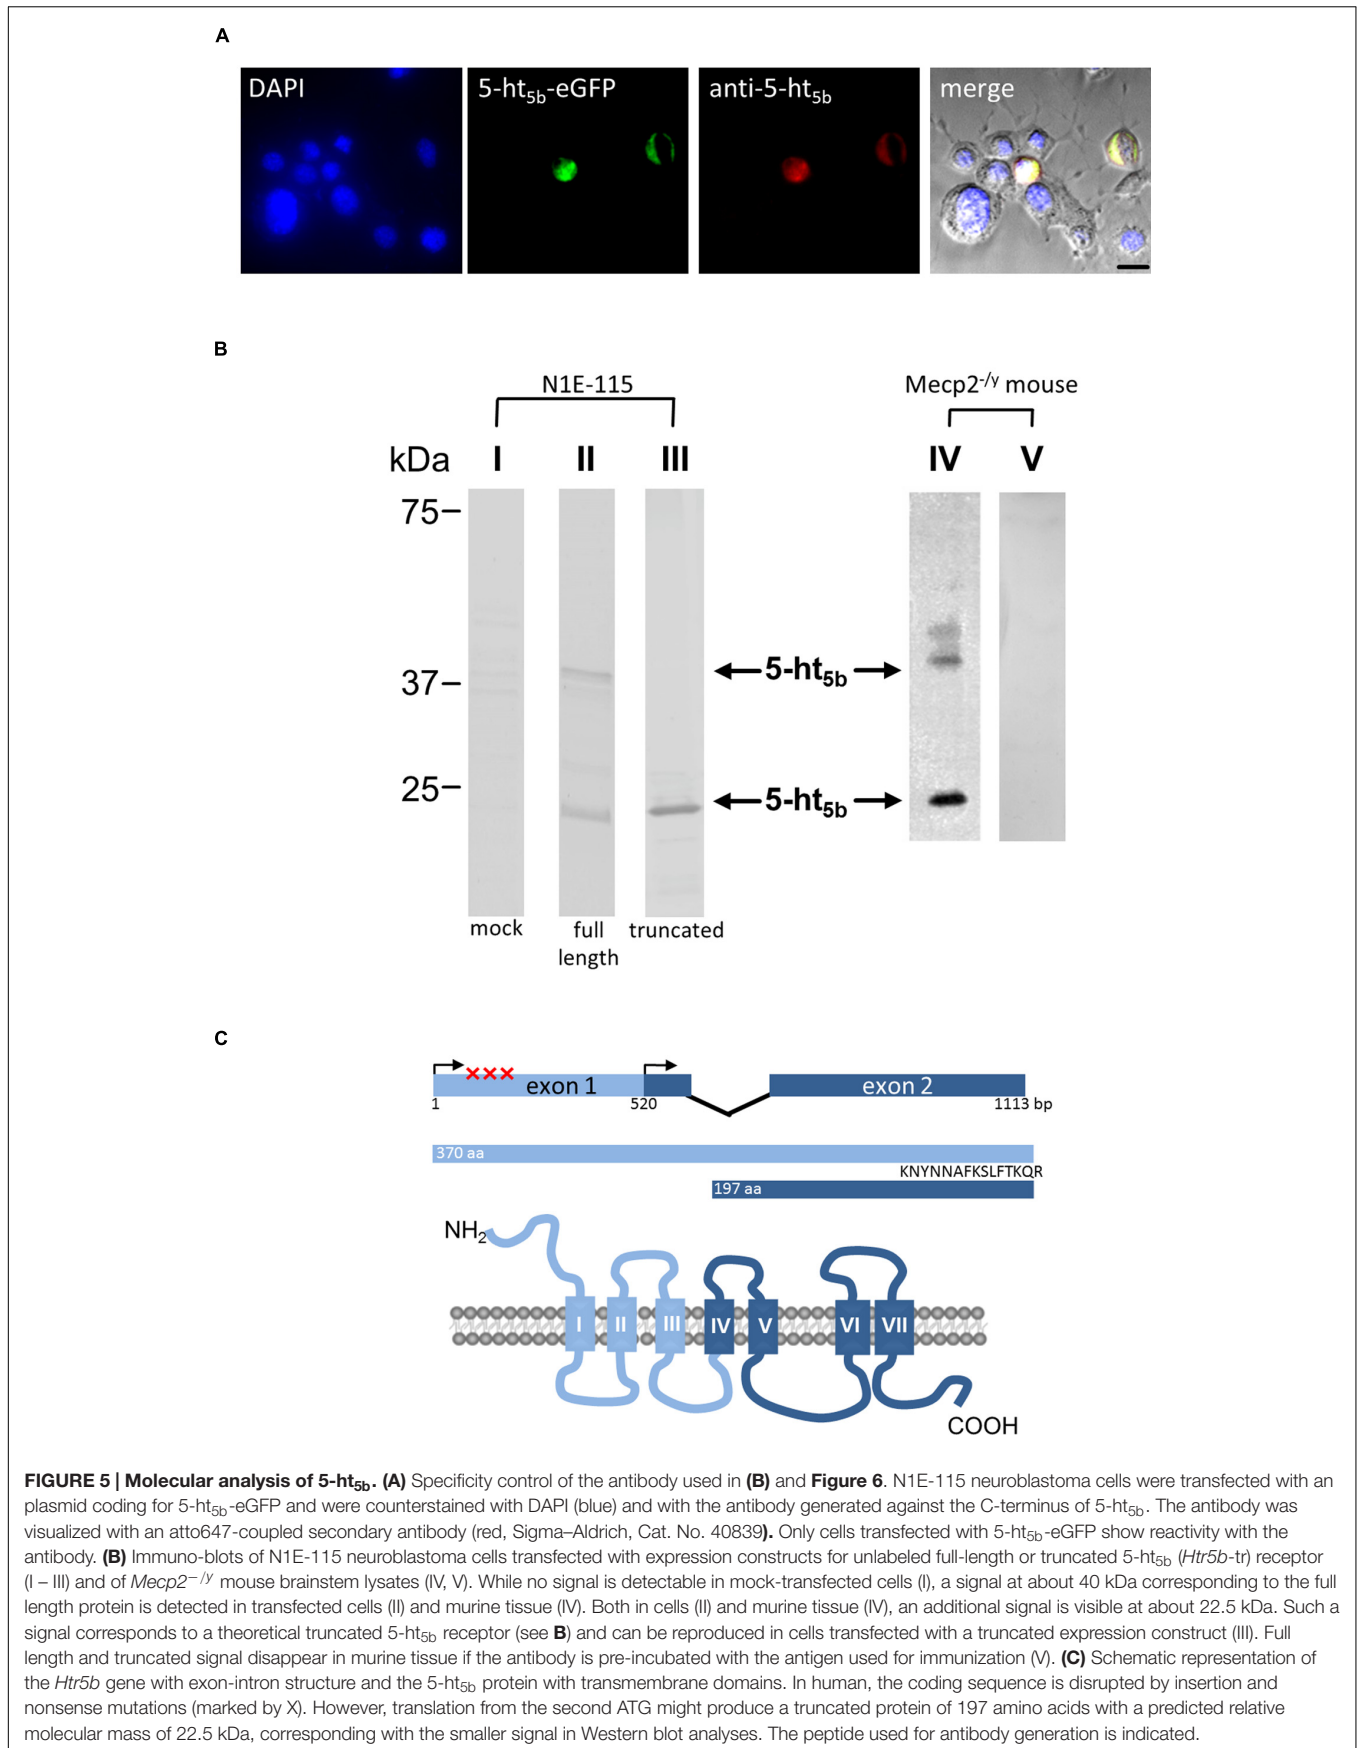 A
DAPI
5-ht5b-eGFP
anti-5-ht5b
merge
B
N1E-115
Mecp2-/y mouse
kDa I II III IV V
75
37
25
5-ht5b
5-ht5b
mock
full length
truncated
C
exon 1
exon 2
1
520
1113 bp
370 aa
KNYNNAFKSLFTKQR
197 aa
NH2
I II III IV V VI VII
COOH
FIGURE 5 | Molecular analysis of 5-ht5b. (A) Specificity control of the antibody used in (B) and Figure 6. N1E-115 neuroblastoma cells were transfected with an
plasmid coding for 5-ht5b-eGFP and were counterstained with DAPI (blue) and with the antibody generated against the C-terminus of 5-ht5b. The antibody was
visualized with an atto647-coupled secondary antibody (red, Sigma–Aldrich, Cat. No. 40839). Only cells transfected with 5-ht5b-eGFP show reactivity with the
antibody. (B) Immuno-blots of N1E-115 neuroblastoma cells transfected with expression constructs for unlabeled full-length or truncated 5-ht5b (Htr5b-tr) receptor
(I – III) and of Mecp2−/y mouse brainstem lysates (IV, V). While no signal is detectable in mock-transfected cells (I), a signal at about 40 kDa corresponding to the full
length protein is detected in transfected cells (II) and murine tissue (IV). Both in cells (II) and murine tissue (IV), an additional signal is visible at about 22.5 kDa. Such a
signal corresponds to a theoretical truncated 5-ht5b receptor (see B) and can be reproduced in cells transfected with a truncated expression construct (III). Full
length and truncated signal disappear in murine tissue if the antibody is pre-incubated with the antigen used for immunization (V). (C) Schematic representation of
the Htr5b gene with exon-intron structure and the 5-ht5b protein with transmembrane domains. In human, the coding sequence is disrupted by insertion and
nonsense mutations (marked by X). However, translation from the second ATG might produce a truncated protein of 197 amino acids with a predicted relative
molecular mass of 22.5 kDa, corresponding with the smaller signal in Western blot analyses. The peptide used for antibody generation is indicated.